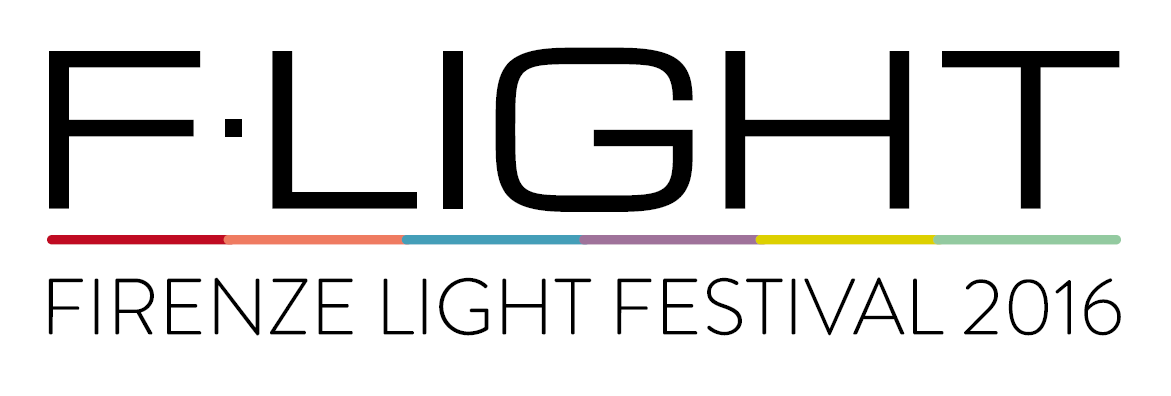 F·LIGHT
FIRENZE LIGHT FESTIVAL 2016